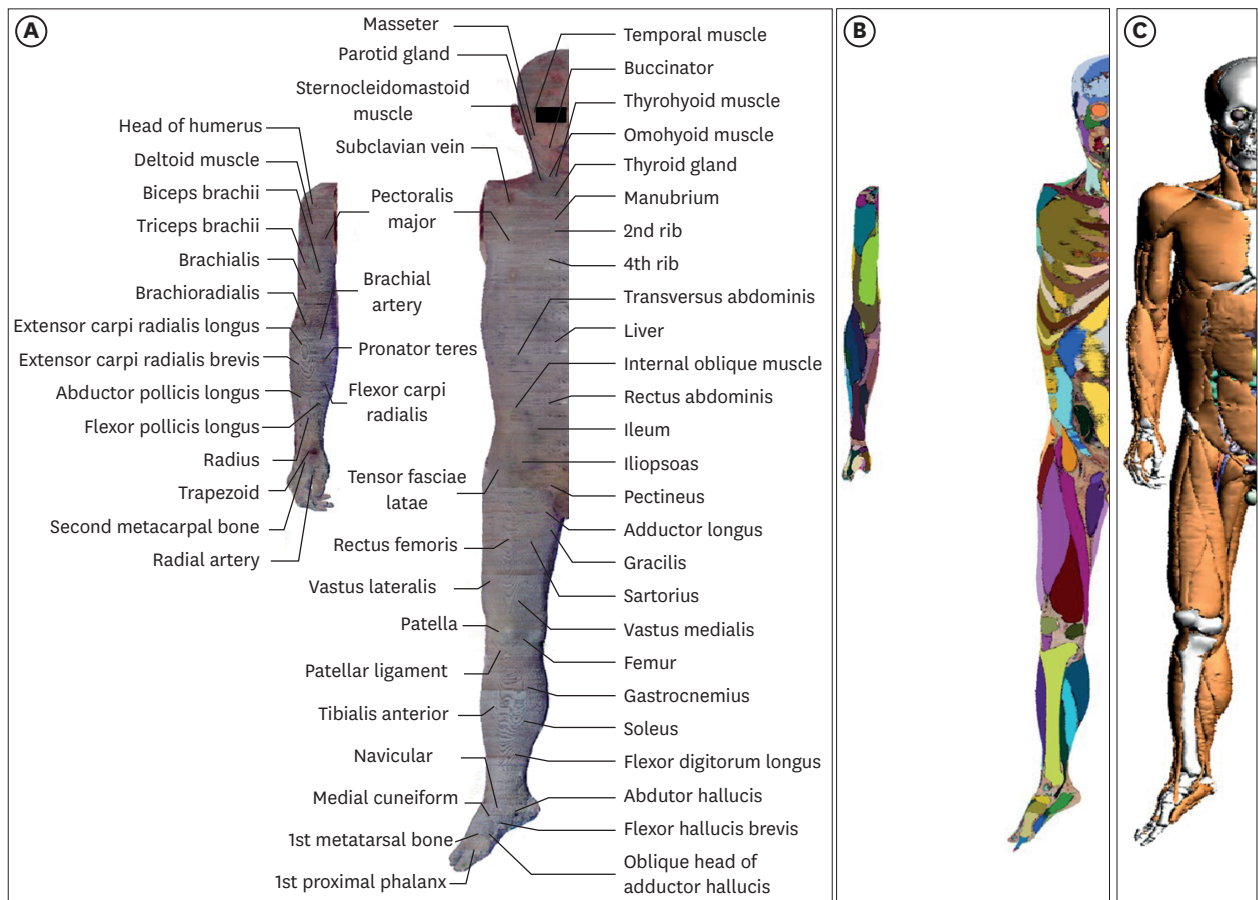 A
Masseter
Parotid gland
Sternocleidomastoid
muscle
Subclavian vein
Head of humerus
Deltoid muscle
Biceps brachii
Triceps brachii
Brachialis
Brachioradialis
Extensor carpi radialis longus
Extensor carpi radialis brevis
Abductor pollicis longus
Flexor pollicis longus
Radius
Trapezoid
Second metacarpal bone
Radial artery
Pectoralis
major
Brachial
artery
Pronator teres
Flexor carpi
radialis
Tensor fasciae
latae
Rectus femoris
Vastus lateralis
Patella
Patellar ligament
Tibialis anterior
Navicular
Medial cuneiform
1st metatarsal bone
1st proximal phalanx
Temporal muscle
Buccinator
Thyrohyoid muscle
Omohyoid muscle
Thyroid gland
Manubrium
2nd rib
4th rib
Transversus abdominis
Liver
Internal oblique muscle
Rectus abdominis
Ileum
Iliopsoas
Pectineus
Adductor longus
Gracilis
Sartorius
Vastus medialis
Femur
Gastrocnemius
Soleus
Flexor digitorum longus
Abdutor hallucis
Flexor hallucis brevis
Oblique head of
adductor hallucis
B
C